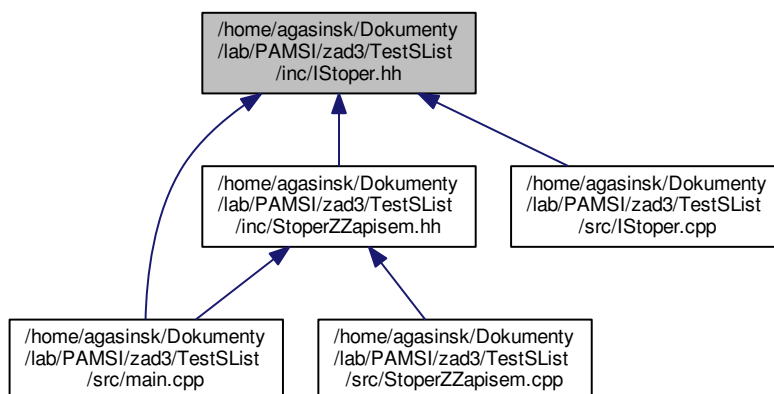 /home/agasinsk/Dokumenty
/lab/PAMSI/zad3/TestSList
/inc/IStoper.hh
/home/agasinsk/Dokumenty
/lab/PAMSI/zad3/TestSList
/inc/StoperZZapisem.hh
/home/agasinsk/Dokumenty
/lab/PAMSI/zad3/TestSList
/src/IStoper.cpp
/home/agasinsk/Dokumenty
/lab/PAMSI/zad3/TestSList
/src/main.cpp
/home/agasinsk/Dokumenty
/lab/PAMSI/zad3/TestSList
/src/StoperZZapisem.cpp